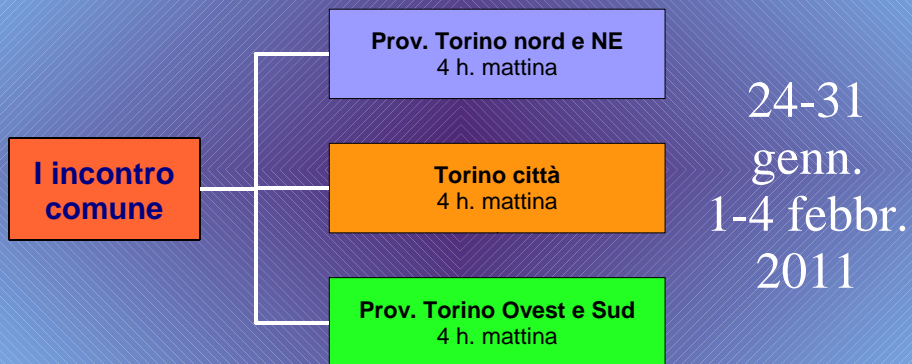 Prov. Torino nord e NE
4 h. mattina
I incontro
comune
Torino città
4 h. mattina
Prov. Torino Ovest e Sud
4 h. mattina
24-31
genn.
1-4 febbr.
2011